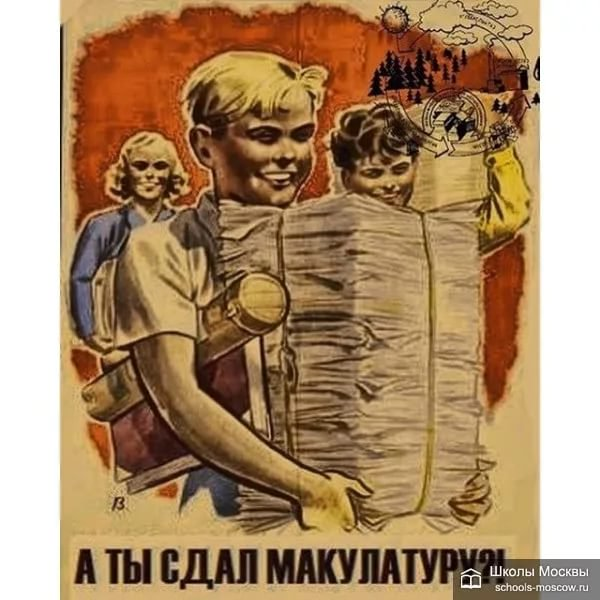 В
А ТЫ СДАЛ МАКУЛАТУРУ?!
Школы Москвы
schools-moscow.ru